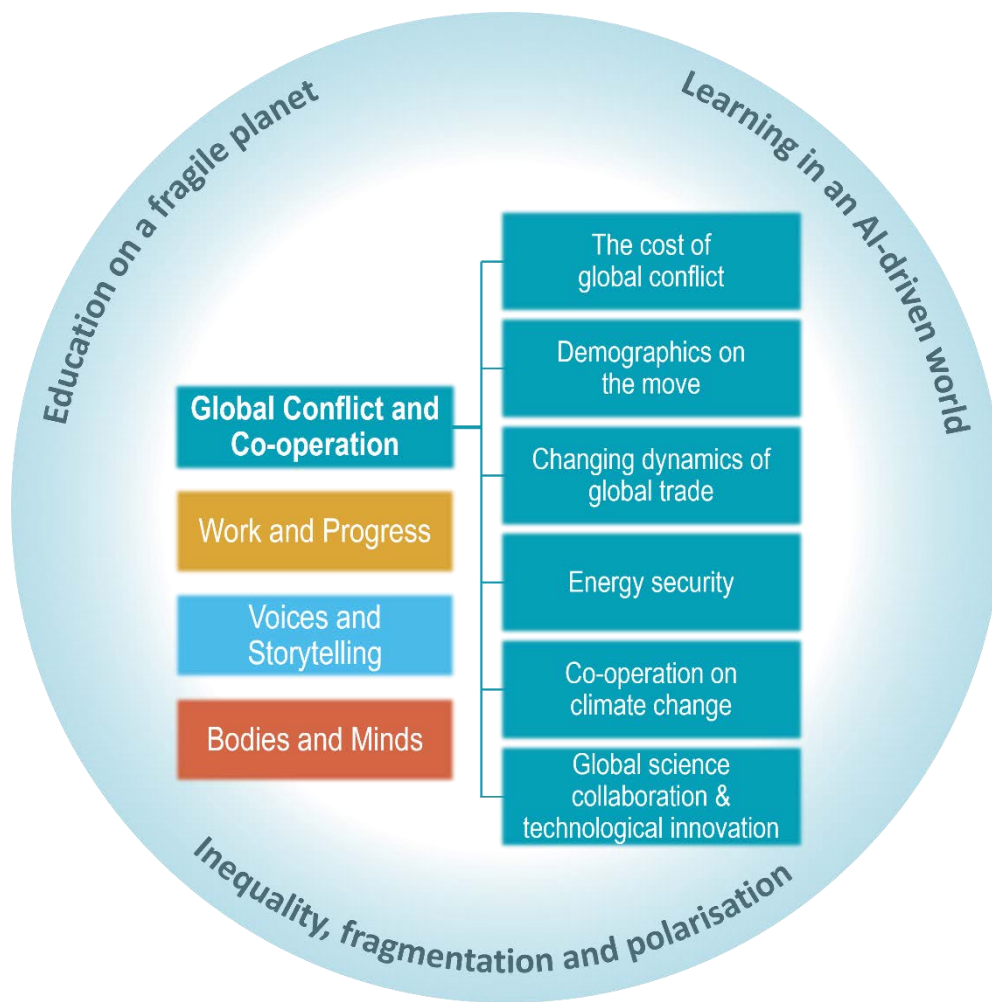 Education on a fragile planet
Learning in an AI-driven world
Global Conflict and
Co-operation
Work and Progress
Voices and
Storytelling
Bodies and Minds
The cost of
global conflict
Demographics on
the move
Changing dynamics of
global trade
Energy security
Co-operation on
climate change
Global science
collaboration &
technological innovation
Inequality, fragmentation and polarisation